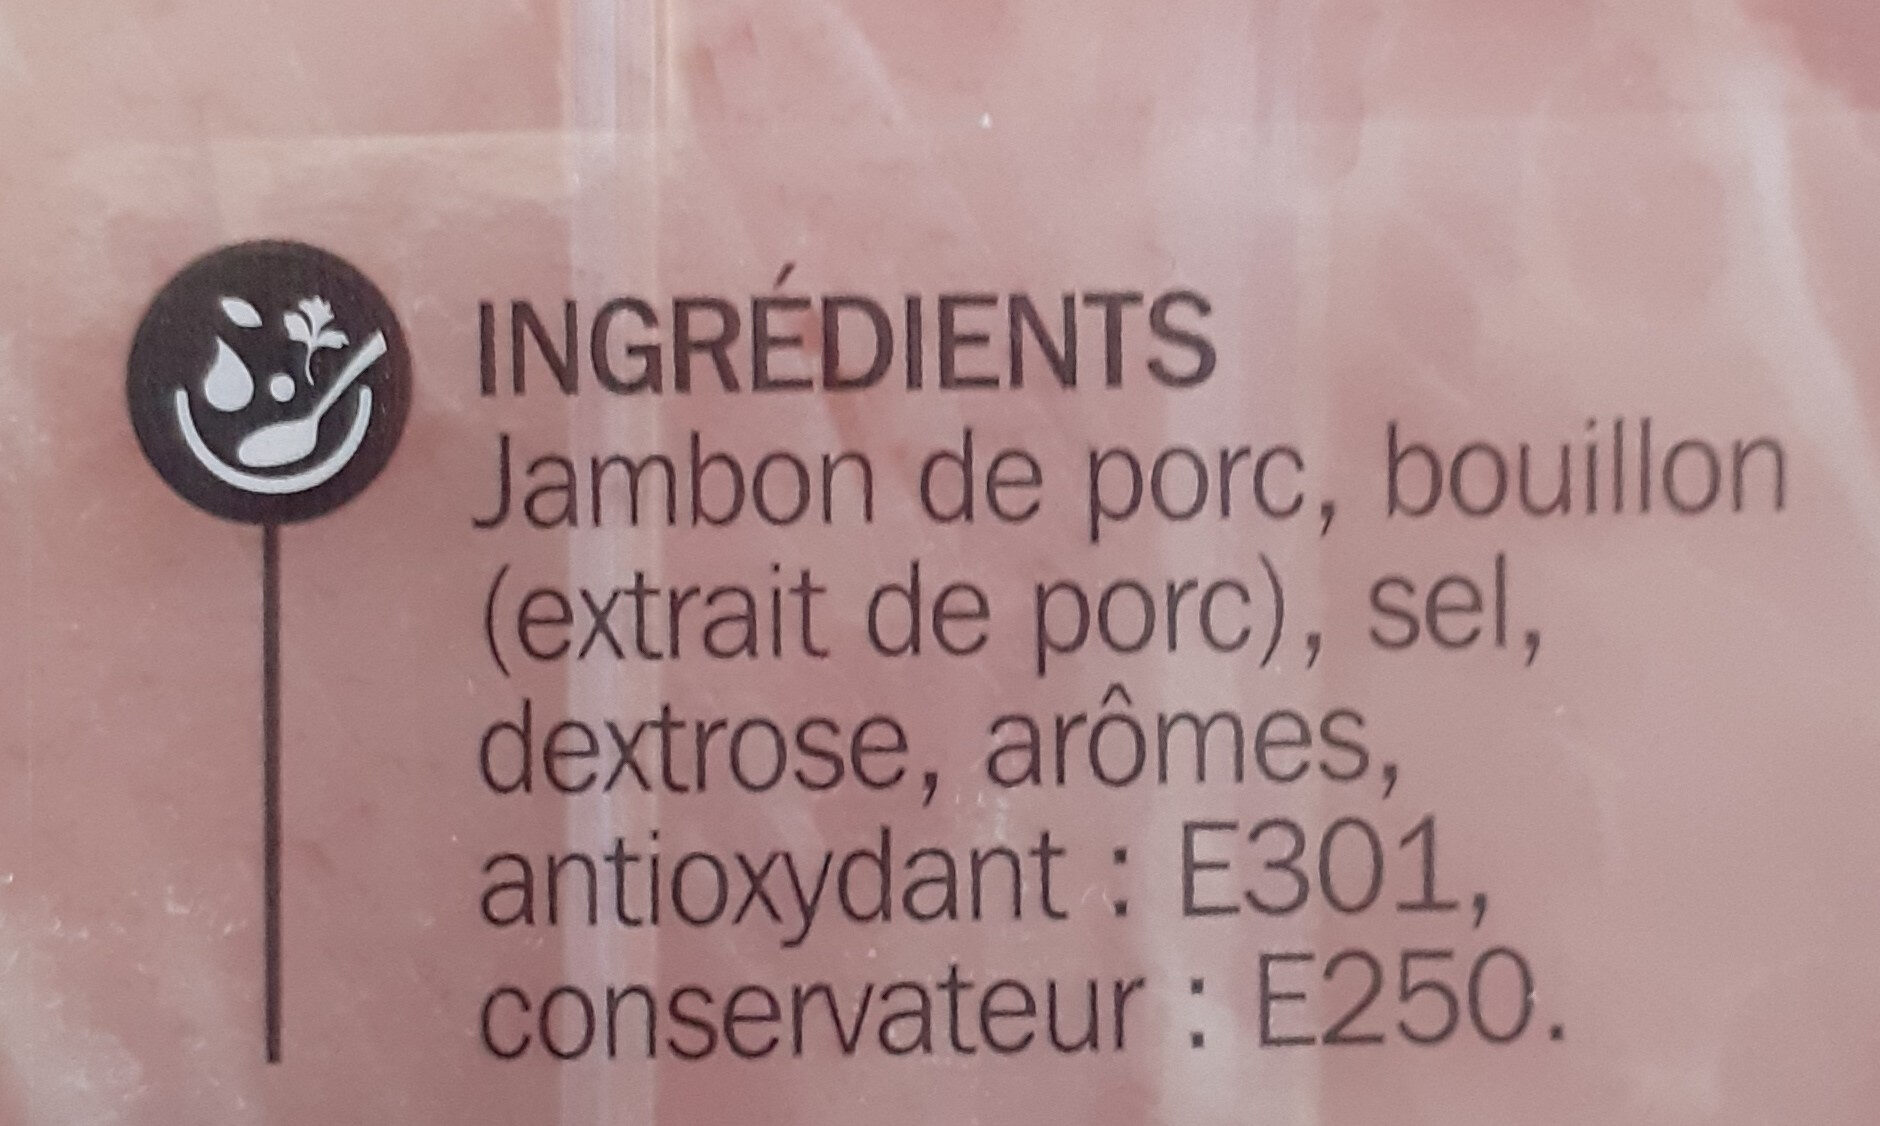 INGRÉDIENTS
Jambon de porc, bouillon
(extrait de porc), sel,
dextrose, arômes,
antioxydant : E301,
conservateur : E250.